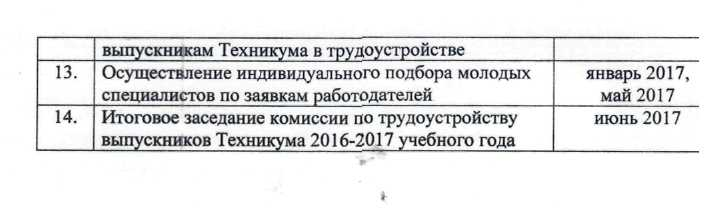 выпускникам Техникума в трудоустройстве
13. Осуществление индивидуального подбора молодых январь 2017,
специалистов по заявкам работодателей май 2017
14. Итоговое заседание комиссии по трудоустройству июнь 2017
выпускников Техникума 2016-2017 учебного года